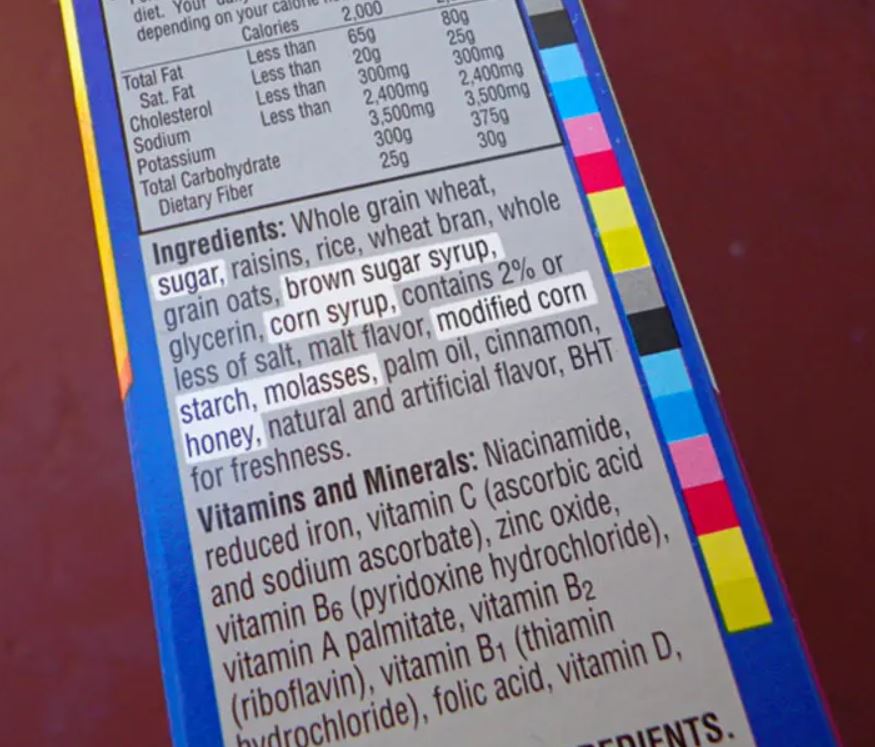 diet. Your
depending on your calorie
Calories 2,000
Total Fat Less than 65g 80g
Sat. Fat Less than 20g 25g
Cholesterol Less than 300mg 300mg
Sodium Less than 2,400mg 2,400mg
Potassium 3,500mg 3,500mg
Total Carbohydrate 300g 375g
Dietary Fiber 25g 30g
Ingredients: Whole grain wheat,
sugar, raisins, rice, wheat bran, whole
grain oats, brown sugar syrup,
glycerin, corn syrup, contains 2% or
less of salt, malt flavor, modified corn
starch, molasses, palm oil, cinnamon,
honey, natural and artificial flavor, BHT
for freshness.
Vitamins and Minerals: Niacinamide,
reduced iron, vitamin C (ascorbic acid
and sodium ascorbate), zinc oxide,
vitamin B6 (pyridoxine hydrochloride),
vitamin A palmitate, vitamin B2
(riboflavin), vitamin B1 (thiamin
hydrochloride), folic acid, vitamin D,